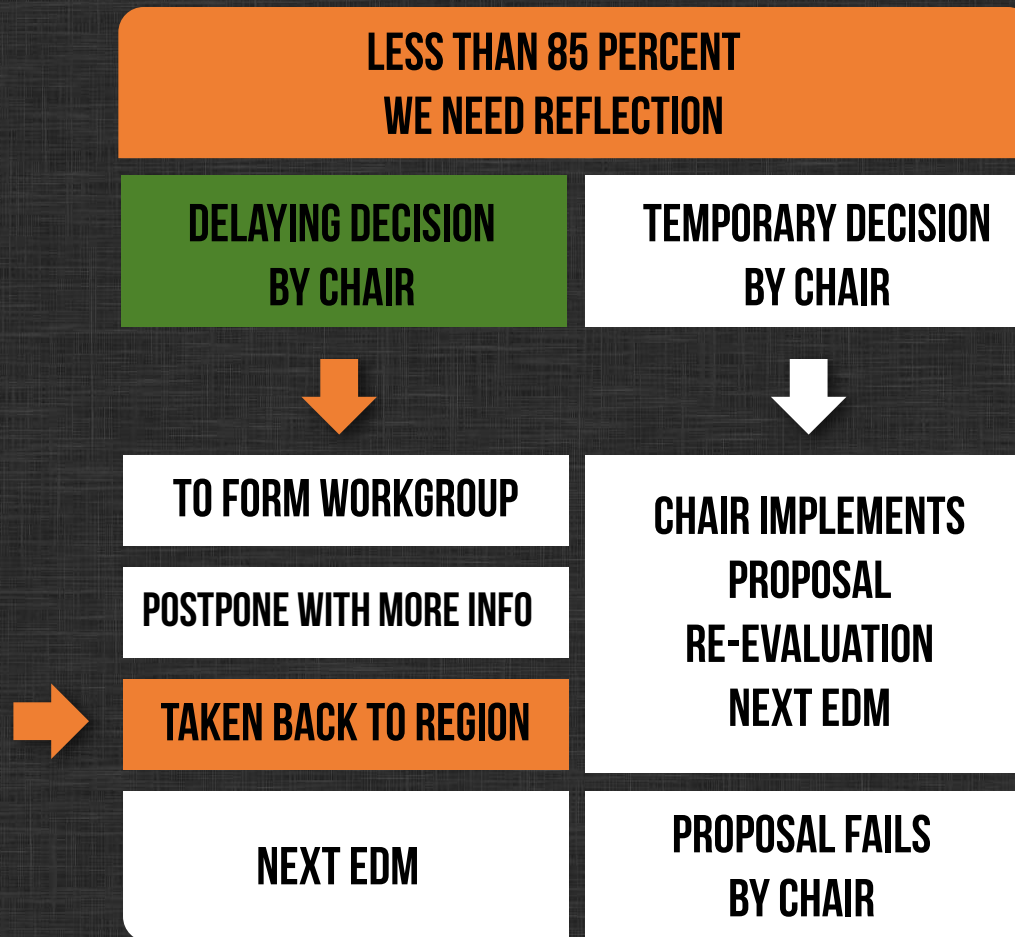 LESS THAN 85 PERCENT
WE NEED REFLECTION
DELAYING DECISION
BY CHAIR
TEMPORARY DECISION
BY CHAIR
TO FORM WORKGROUP
POSTPONE WITH MORE INFO
TAKEN BACK TO REGION
NEXT EDM
CHAIR IMPLEMENTS
PROPOSAL
RE-EVALUATION
NEXT EDM
PROPOSAL FAILS
BY CHAIR